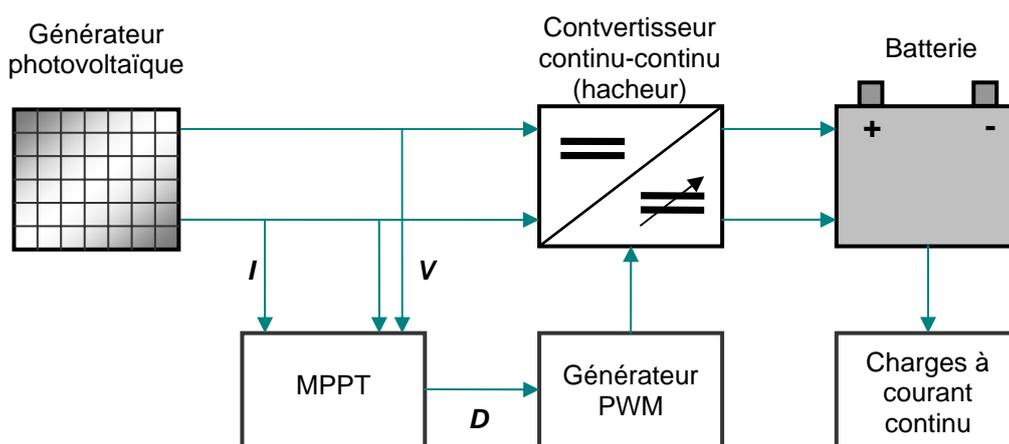 Générateur
photovoltaïque
Contvertisseur
continu-continu
(hacheur)
Batterie
+ -
I
V
MPPT
D
Générateur
PWM
Charges à
courant
continu